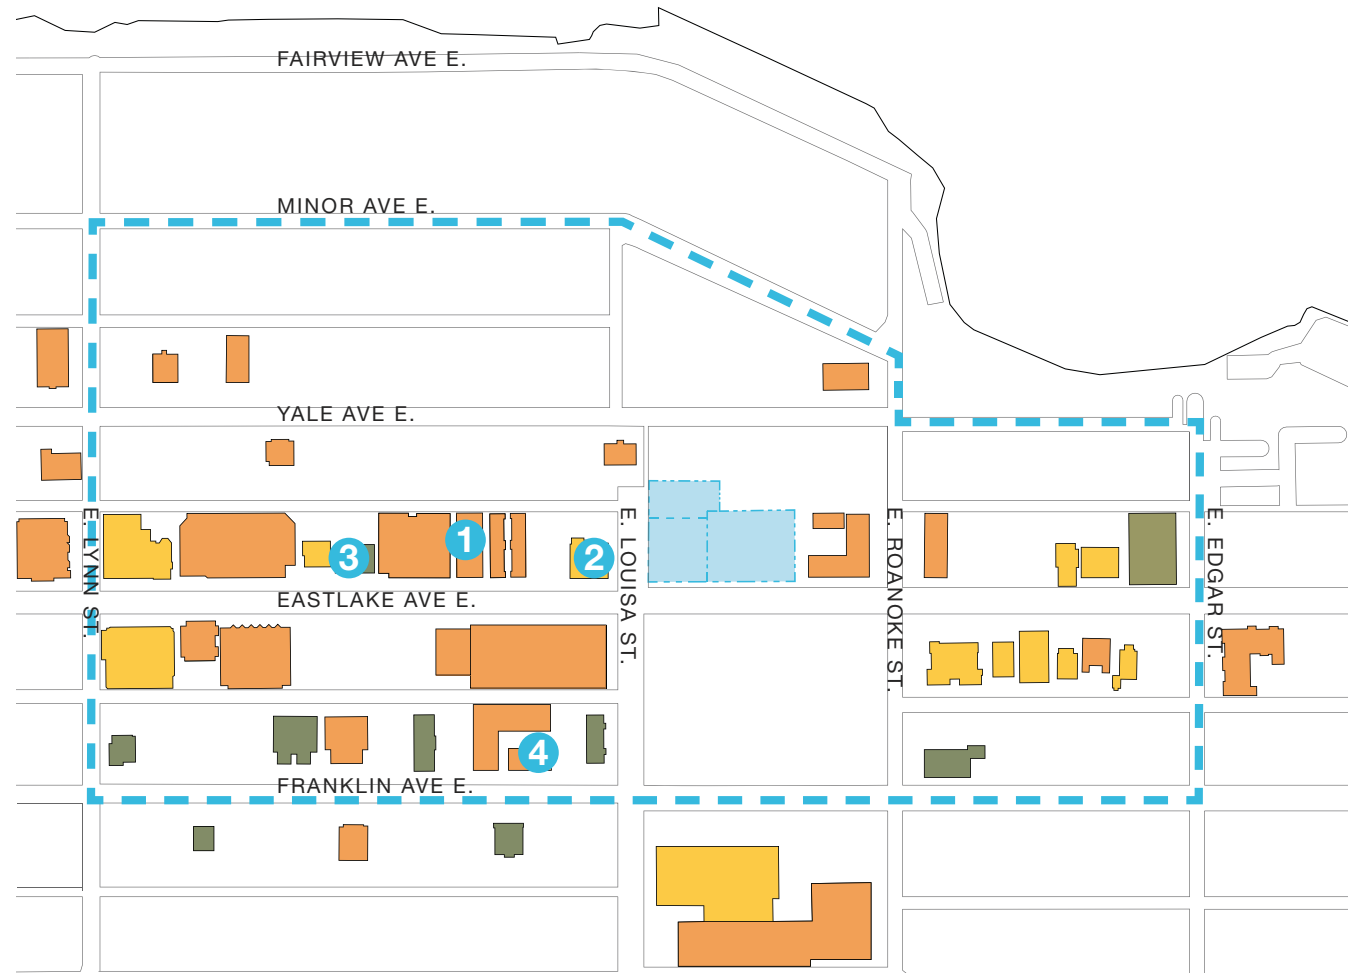 FAIRVIEW AVE E.
MINOR AVE E.
YALE AVE E.
E. LYNN ST.
E. LOUISA ST.
E. ROANOKE ST.
E. EDGAR ST.
1
2
3
EASTLAKE AVE E.
4
FRANKLIN AVE E.